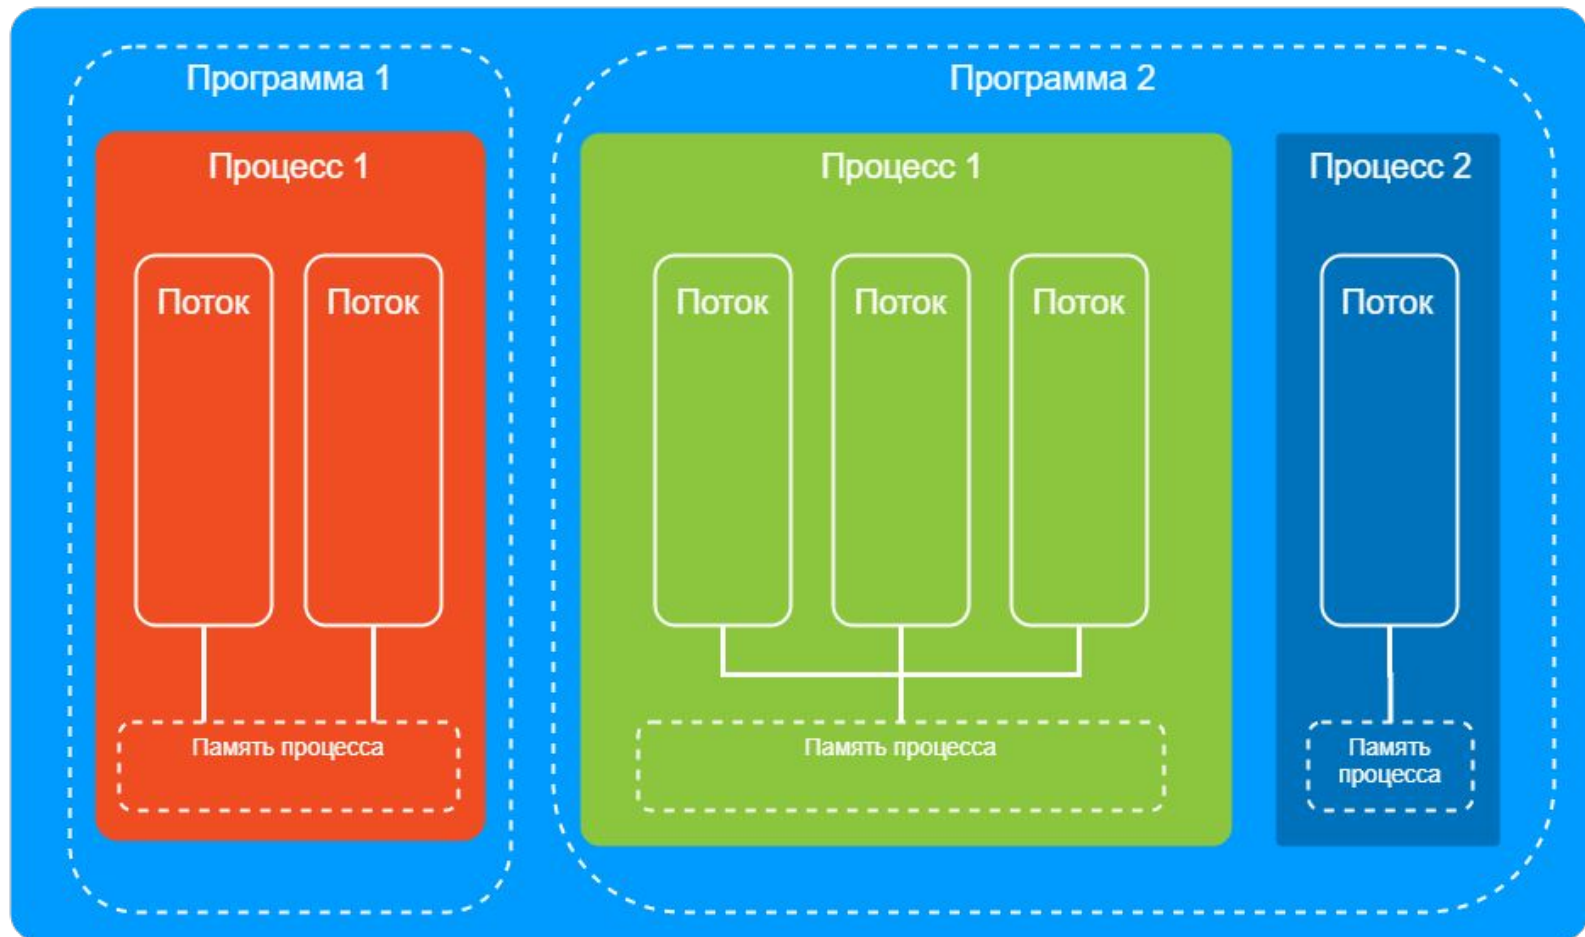 Программа 1
Процесс 1
Поток
Поток
Память процесса
Программа 2
Процесс 1
Поток
Поток
Поток
Память процесса
Процесс 2
Поток
Память
процесса